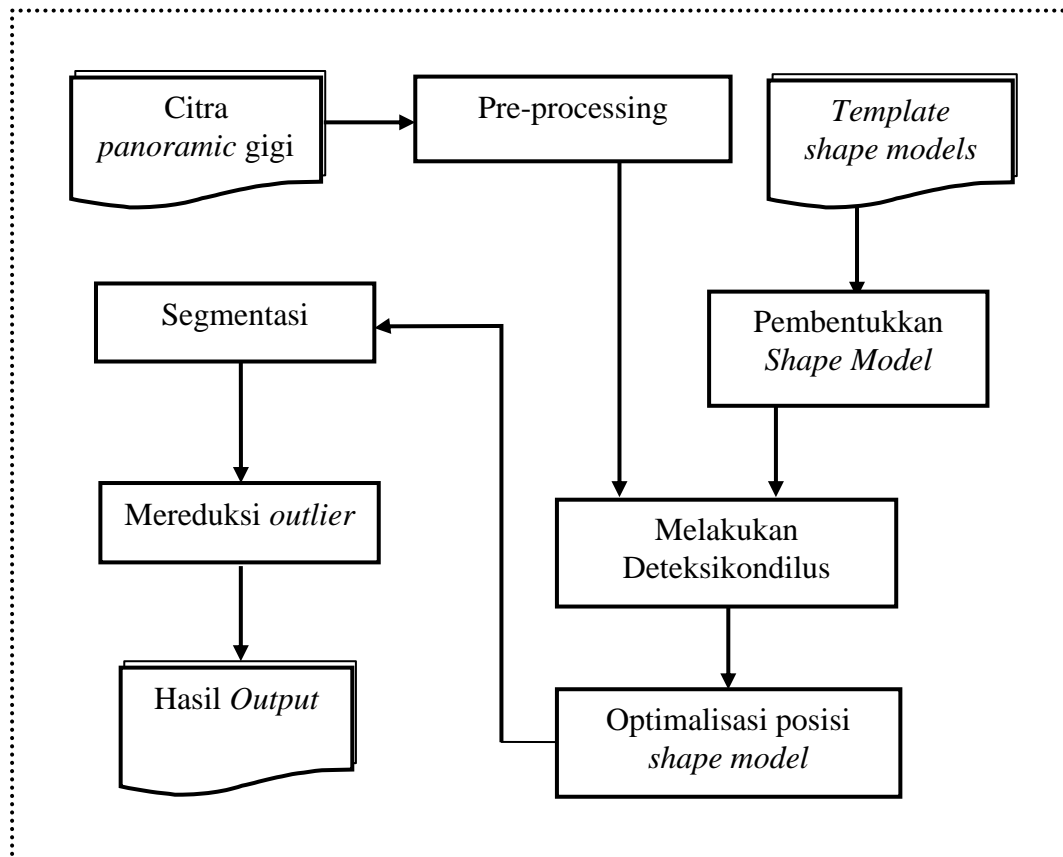 Citra
panoramic gigi
Pre-processing
Template
shape models
Segmentasi
Pembentukkan
Shape Model
Mereduksi outlier
Melakukan
Deteksikondilus
Hasil Output
Optimalisasi posisi
shape model